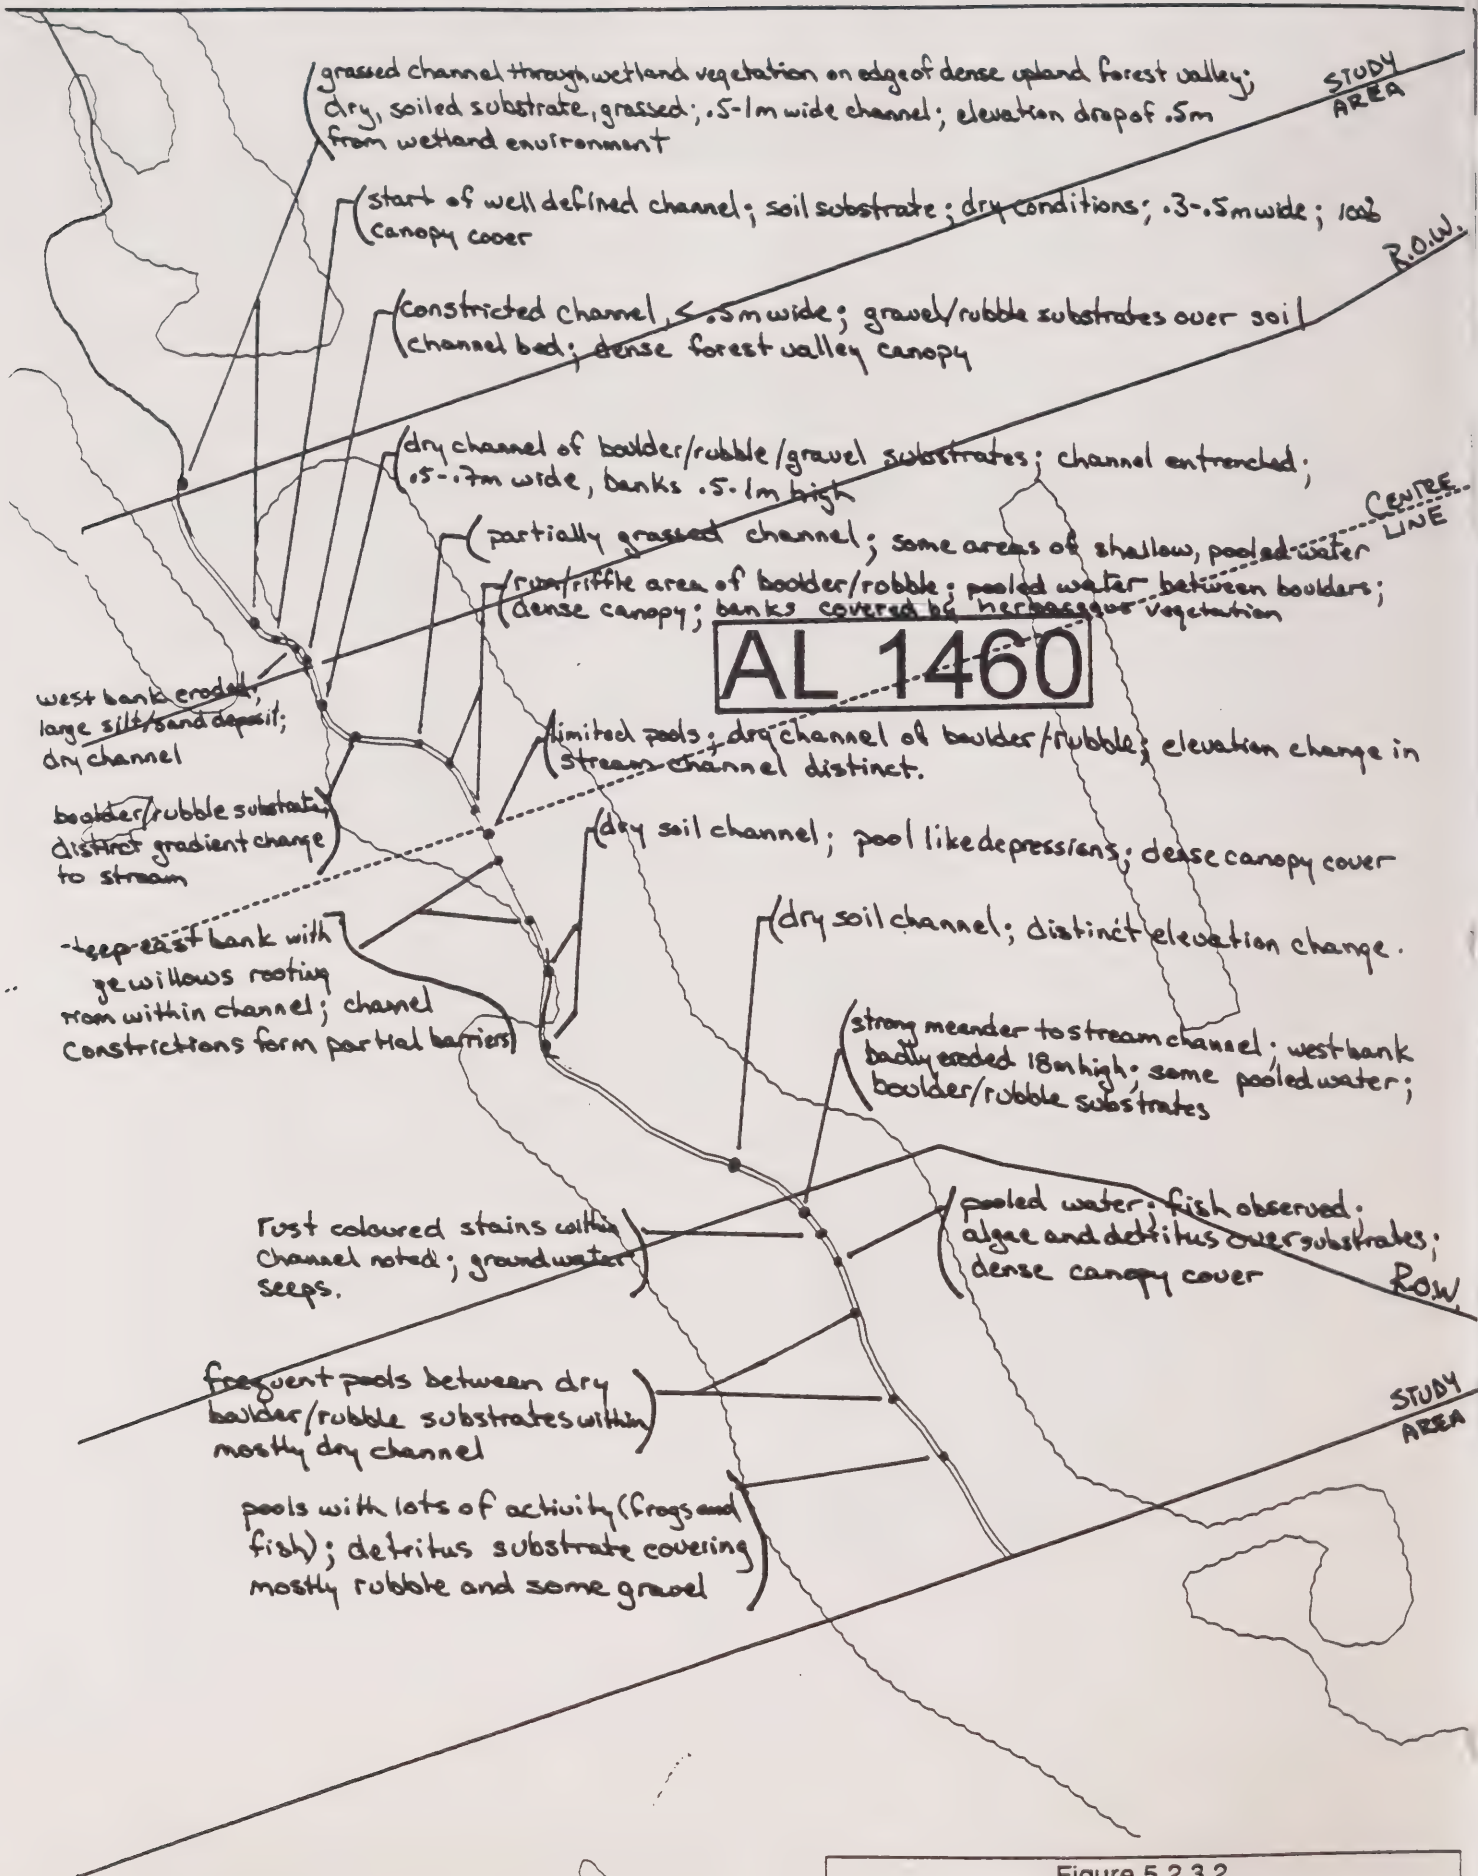 grassed channel through wetland vegetation on edge of dense upland forest valley;
dry, soiled substrate, grassed; .5-1m wide channel; elevation drop of .5m
from wetland environment
STUDY
AREA
start of well defined channel; soil substrate; dry conditions; .3-.5m wide;
canopy cover
R.O.W.
constricted channel, < .5m wide; gravel/rubble substrates over soil
channel bed; dense forest valley canopy
dry channel of boulder/rubble/gravel substrates; channel entrenched;
.5-.7m wide, banks .5-1m high
CENTRE
LINE
partially grassed channel; some areas of shallow, pooled water
run/riffle area of boulder/rubble; pooled water between boulders;
dense canopy; banks covered by herbaceous vegetation
AL 1460
west bank eroded;
large silt/sand deposit;
dry channel
limited pools; dry channel of boulder/rubble; elevation change in
stream channel distinct.
boulder/rubble substrate;
distinct gradient change
to stream
dry soil channel; pool like depressions; dense canopy cover
teep east bank with
ge willows rooting
rom within channel; channel
constrictions form partial barriers
dry soil channel; distinct elevation change.
strong meander to stream channel; west bank
badly eroded 18m high; some pooled water;
boulder/rubble substrates
rust coloured stains within
channel noted; groundwater
seeps.
pooled water; fish observed;
algae and detritus over substrates;
dense canopy cover
R.O.W.
frequent pools between dry
boulder/rubble substrates within
mostly dry channel
STUDY
AREA
pools with lots of activity (frogs and
fish); detritus substrate covering
mostly rubble and some gravel
Figure 5.2.3.2